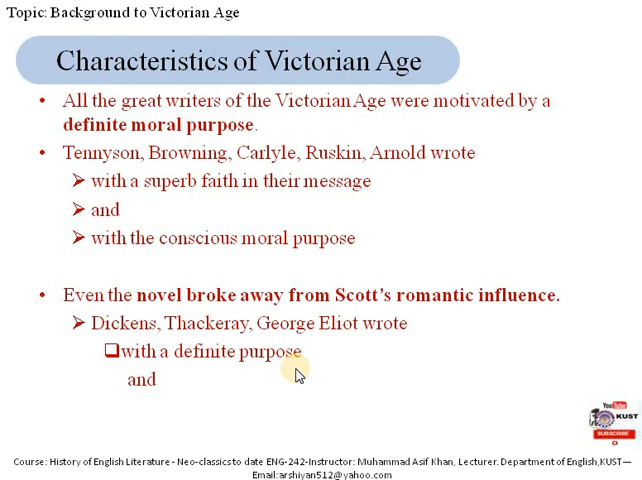 Topic: Background to Victorian Age
Characteristics of Victorian Age
• All the great writers of the Victorian Age were motivated by a
definite moral purpose.
• Tennyson, Browning, Carlyle, Ruskin, Arnold wrote
➢ with a superb faith in their message
➢ and
➢ with the conscious moral purpose
• Even the novel broke away from Scott's romantic influence.
➢ Dickens, Thackeray, George Eliot wrote
❑with a definite purpose
and
YouTube
KUST
SUBSCRIBE
Course: History of English Literature - Neo-classics to date ENG-242-Instructor: Muhammad Asif Khan, Lecturer. Department of English,KUST—
Email:arshiyan512@yahoo.com